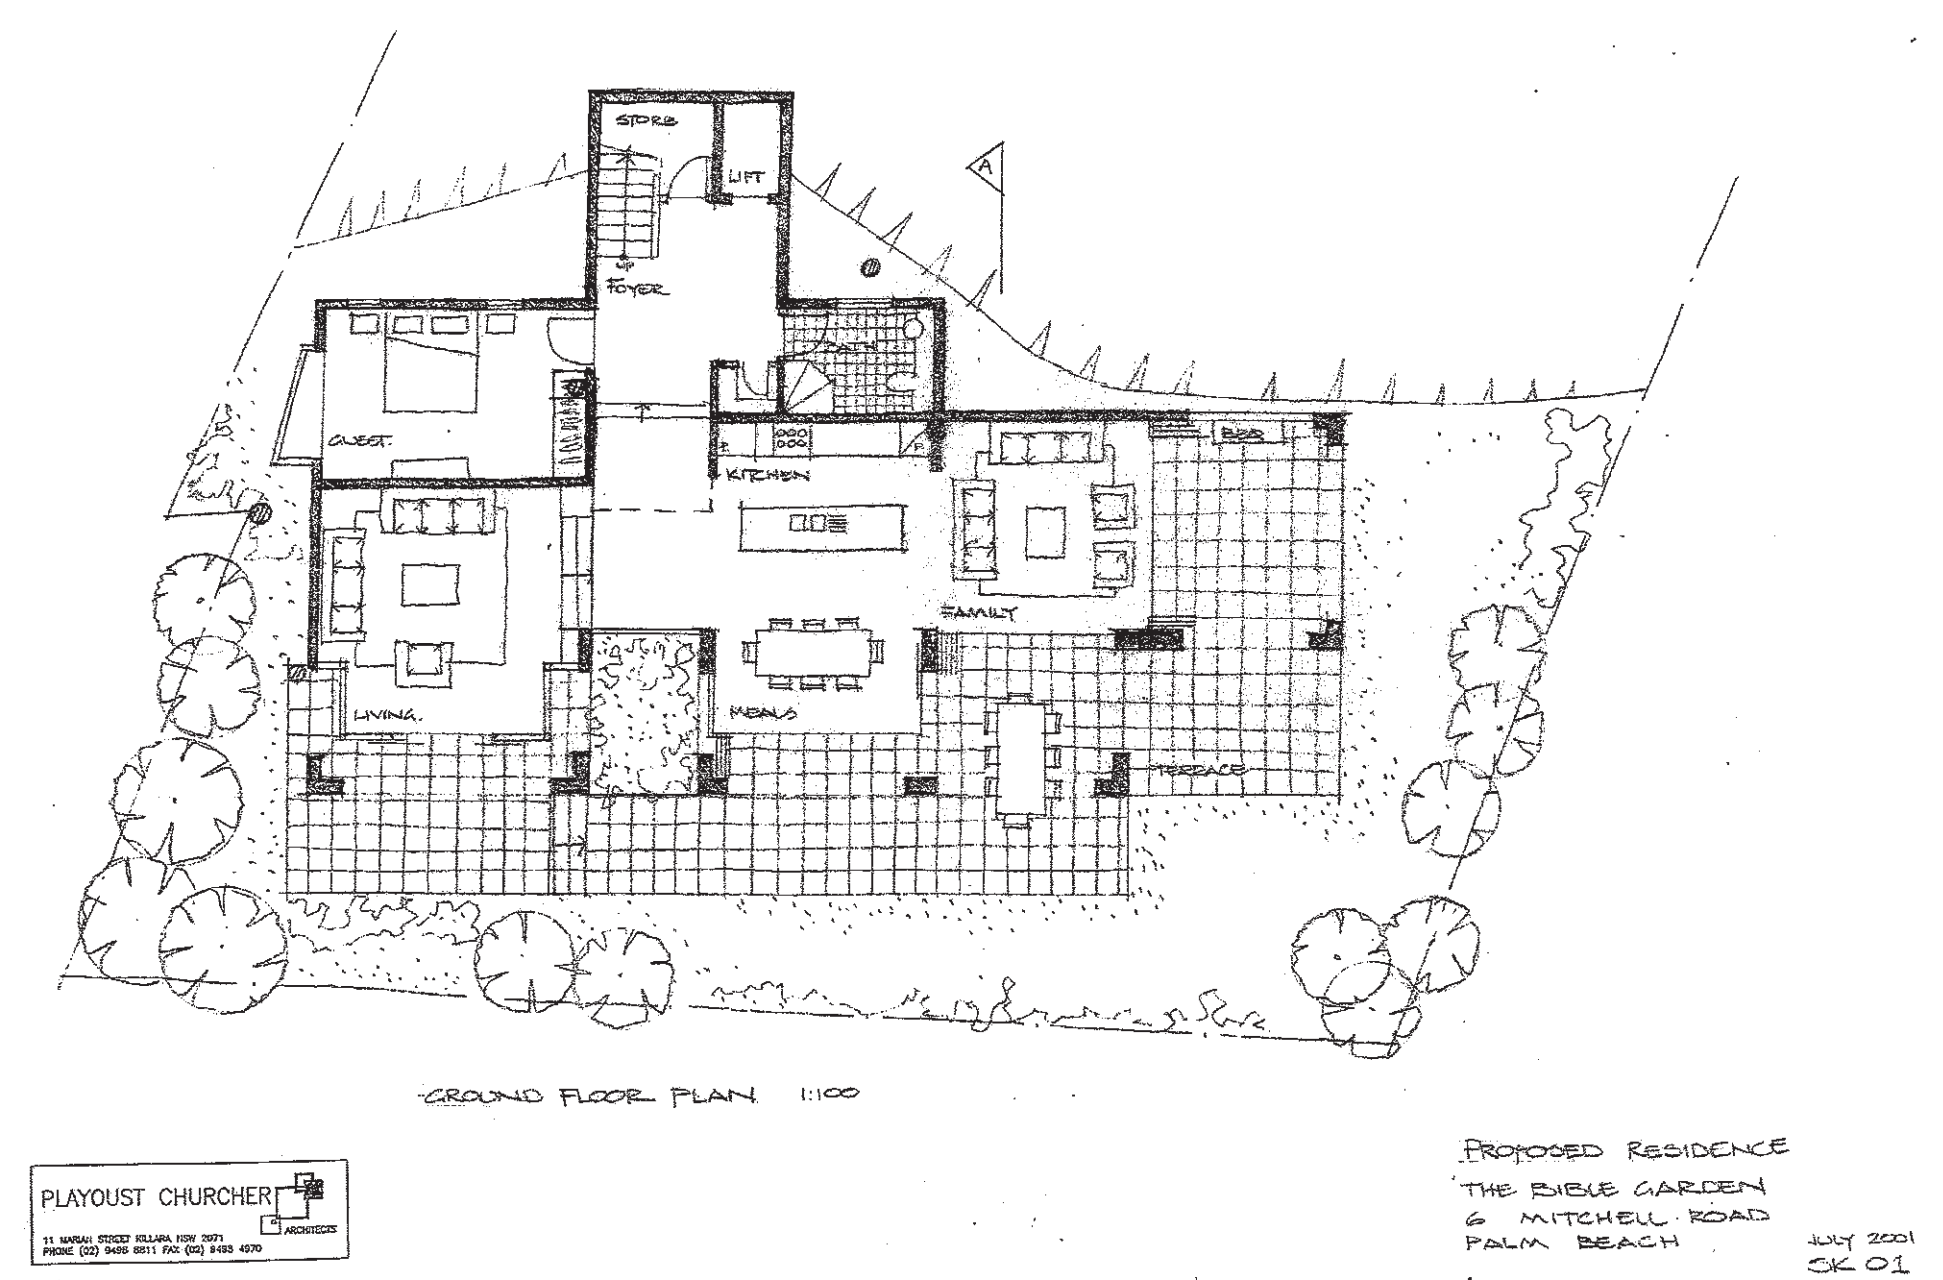 STORE
LIFT
A
UP
FOYER
BATH
GUEST.
P
R
KITCHEN
BBQ
FAMILY
LIVING.
MEALS
TERRACE
GROUND FLOOR PLAN 1:100
PLAYOUST CHURCHER
ARCHITECTS
11 MARIAN STREET KILLARA NSW 2071
PHONE (02) 9498 8811 FAX (02) 9498 4970
PROPOSED RESIDENCE
THE BIBLE GARDEN
6 MITCHELL ROAD
PALM BEACH
JULY 2001
SK 01